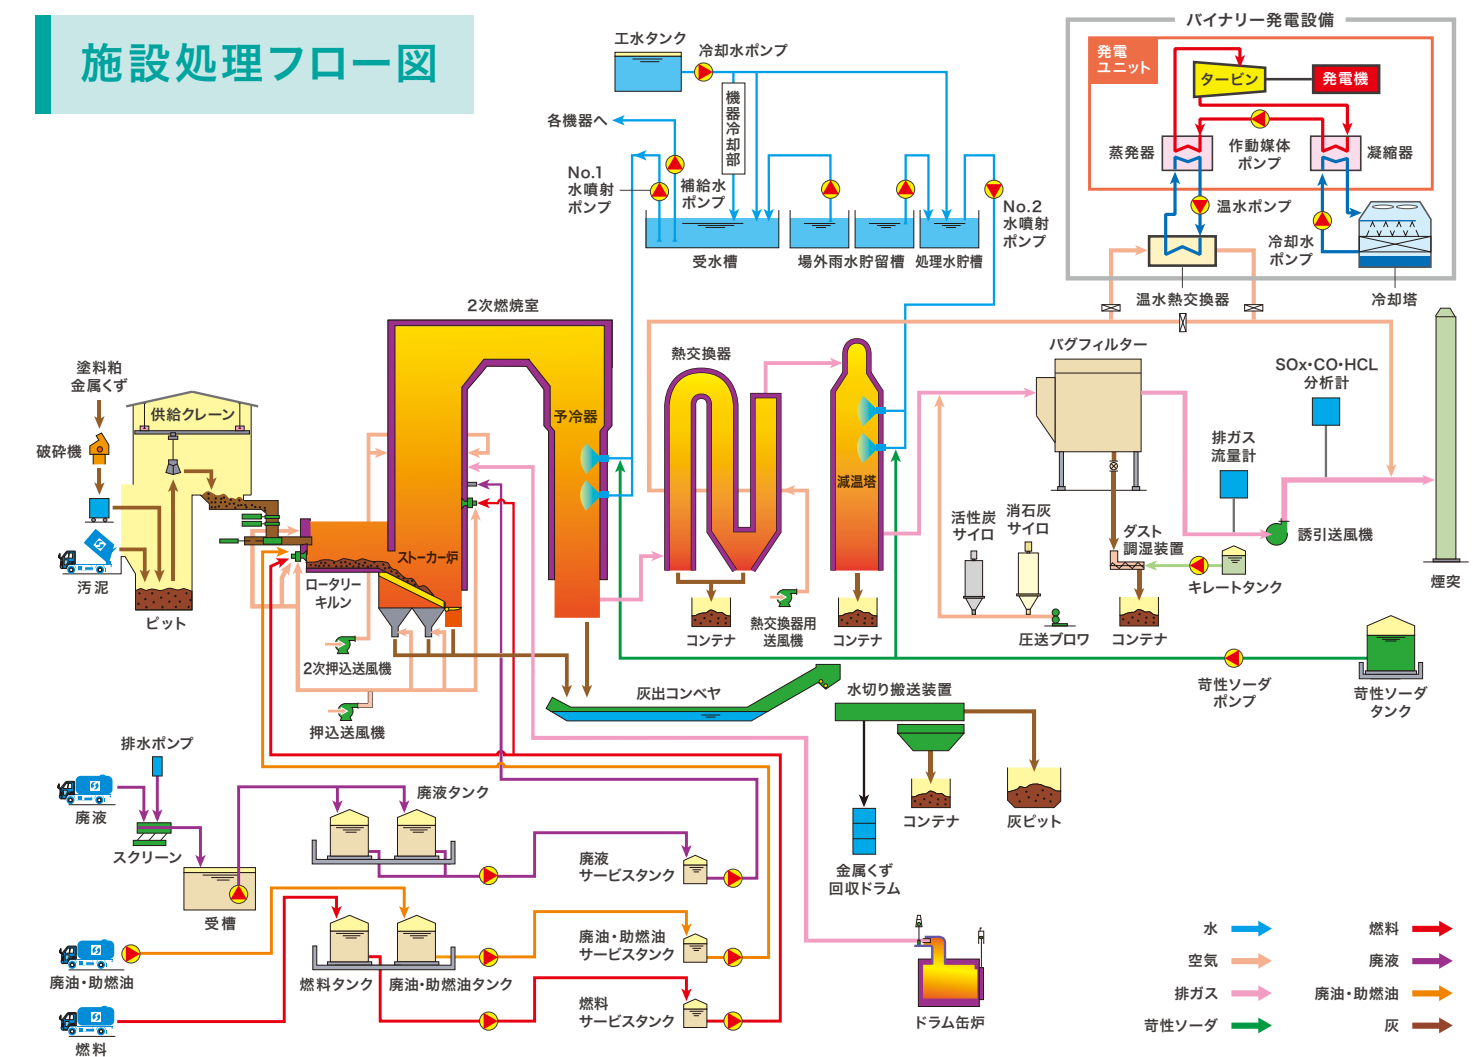 施設処理フロー図
バイナリー発電設備
発電
ユニット
タービン
発電機
蒸発器
作動媒体
ポンプ
凝縮器
温水ポンプ
冷却水
ポンプ
温水熱交換器
冷却塔
工水タンク
冷却水ポンプ
機器冷却部
各機器へ
No.1
水噴射
ポンプ
補給水
ポンプ
No.2
水噴射
ポンプ
受水槽
場外雨水貯留槽
処理水貯槽
2次燃焼室
予冷器
熱交換器
減温塔
バグフィルター
SOx・CO・HCL
分析計
排ガス
流量計
誘引送風機
煙突
塗料粕
金属くず
破砕機
供給クレーン
汚泥
ピット
ロータリー
キルン
ストーカー炉
2次押込送風機
押込送風機
コンテナ
熱交換器用
送風機
コンテナ
活性炭
サイロ
消石灰
サイロ
圧送ブロワ
ダスト
調湿装置
キレートタンク
コンテナ
苛性ソーダ
ポンプ
苛性ソーダ
タンク
灰出コンベヤ
水切り搬送装置
コンテナ
灰ピット
金属くず
回収ドラム
排水ポンプ
廃液
スクリーン
受槽
廃液タンク
廃液
サービスタンク
廃油・助燃油
燃料タンク
廃油・助燃油タンク
廃油・助燃油
サービスタンク
燃料
燃料
サービスタンク
ドラム缶炉
水
燃料
空気
廃液
排ガス
廃油・助燃油
苛性ソーダ
灰